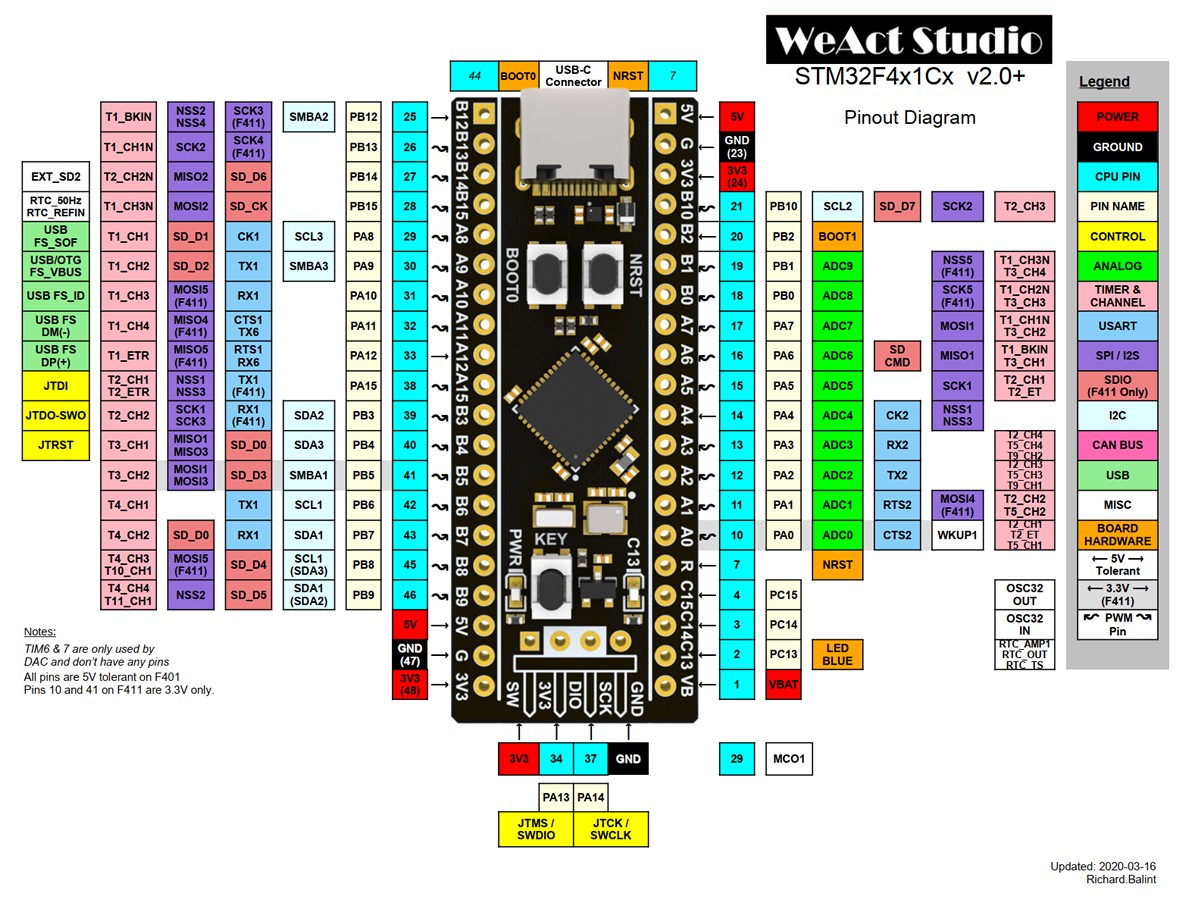 WeAct Studio
STM32F4x1Cx v2.0+
Pinout Diagram
44 BOOT0 USB-C Connector NRST 7
T1_BKIN NSS2 NSS4 SCK3 (F411) SMBA2 PB12 25 B12
T1_CH1N SCK2 SCK4 (F411) PB13 26 B13
EXT_SD2 T2_CH2N MISO2 SD_D6 PB14 27 B14
RTC_50Hz RTC_REFIN T1_CH3N MOSI2 SD_CK PB15 28 B15
USB FS_SOF T1_CH1 SD_D1 CK1 SCL3 PA8 29 A8
USB/OTG FS_VBUS T1_CH2 SD_D2 TX1 SMBA3 PA9 30 A9
USB FS_ID T1_CH3 MOSI5 (F411) RX1 PA10 31 A10
USB FS DM(-) T1_CH4 MISO4 (F411) CTS1 TX6 PA11 32 A11
USB FS DP(+) T1_ETR MISO5 (F411) RTS1 RX6 PA12 33 A12
JTDI T2_CH1 T2_ETR NSS1 NSS3 TX1 (F411) PA15 38 A15
JTDO-SWO T2_CH2 SCK1 SCK3 RX1 (F411) SDA2 PB3 39 B3
JTRST T3_CH1 MISO1 MISO3 SD_D0 SDA3 PB4 40 B4
T3_CH2 MOSI1 MOSI3 SD_D3 SMBA1 PB5 41 B5
T4_CH1 TX1 SCL1 PB6 42 B6
T4_CH2 SD_D0 RX1 SDA1 PB7 43 B7
T4_CH3 T10_CH1 MOSI5 (F411) SD_D4 SCL1 (SDA3) PB8 45 B8
T4_CH4 T11_CH1 NSS2 SD_D5 SDA1 (SDA2) PB9 46 B9
5V 5V
GND (47) G
3V3 (48) 3V3
BOOT0 NRST
PWR KEY C13
SW 3V3 DIO SCK GND
5V 5V
G GND (23)
3V3 3V3 (24)
B10 21 PB10 SCL2 SD_D7 SCK2 T2_CH3
B2 20 PB2 BOOT1
B1 19 PB1 ADC9 NSS5 (F411) T1_CH3N T3_CH4
B0 18 PB0 ADC8 SCK5 (F411) T1_CH2N T3_CH3
A7 17 PA7 ADC7 MOSI1 T1_CH1N T3_CH2
A6 16 PA6 ADC6 SD CMD MISO1 T1_BKIN T3_CH1
A5 15 PA5 ADC5 SCK1 T2_CH1 T2_ET
A4 14 PA4 ADC4 CK2 NSS1 NSS3
A3 13 PA3 ADC3 RX2 T2_CH4 T5_CH4 T9_CH2
A2 12 PA2 ADC2 TX2 T2_CH3 T5_CH3 T9_CH1
A1 11 PA1 ADC1 RTS2 MOSI4 (F411) T2_CH2 T5_CH2
A0 10 PA0 ADC0 CTS2 WKUP1 T2_CH1 T2_ET T5_CH1
R 7 NRST
C15 4 PC15 OSC32 OUT
C14 3 PC14 OSC32 IN
C13 2 PC13 LED BLUE RTC_AMP1 RTC_OUT RTC_TS
VB 1 VBAT
3V3 34 37 GND
PA13 PA14
JTMS / SWDIO JTCK / SWCLK
29 MCO1
Legend
POWER
GROUND
CPU PIN
PIN NAME
CONTROL
ANALOG
TIMER & CHANNEL
USART
SPI / I2S
SDIO (F411 Only)
I2C
CAN BUS
USB
MISC
BOARD HARDWARE
← 5V → Tolerant
← 3.3V → (F411)
PWM Pin
Notes:
TIM6 & 7 are only used by
DAC and don't have any pins
All pins are 5V tolerant on F401
Pins 10 and 41 on F411 are 3.3V only.
Updated: 2020-03-16
Richard.Balint